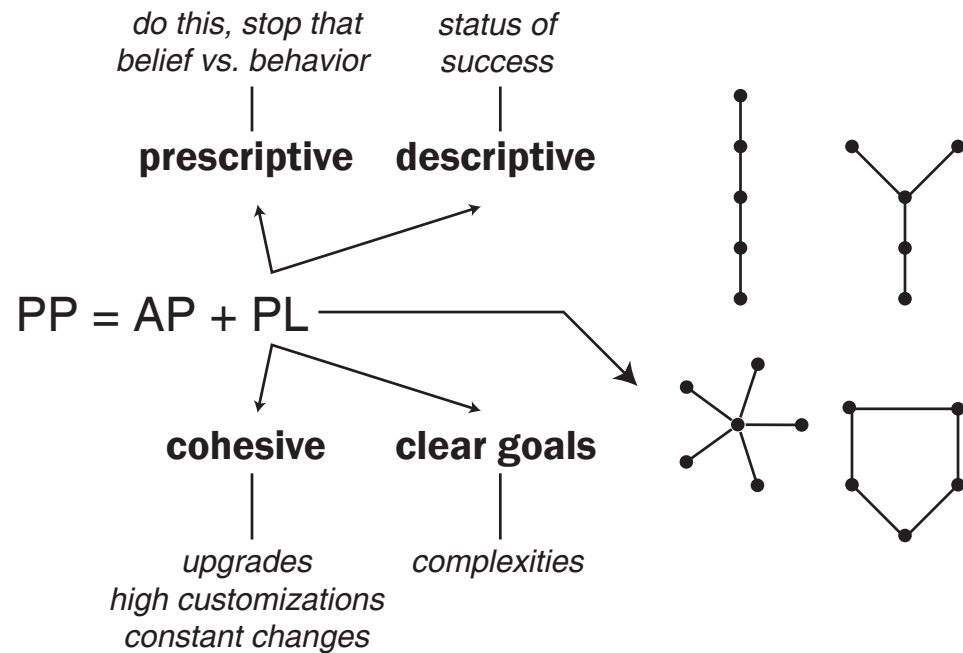 do this, stop that
belief vs. behavior
status of
success
prescriptive
descriptive
PP = AP + PL
cohesive
clear goals
upgrades
high customizations
constant changes
complexities